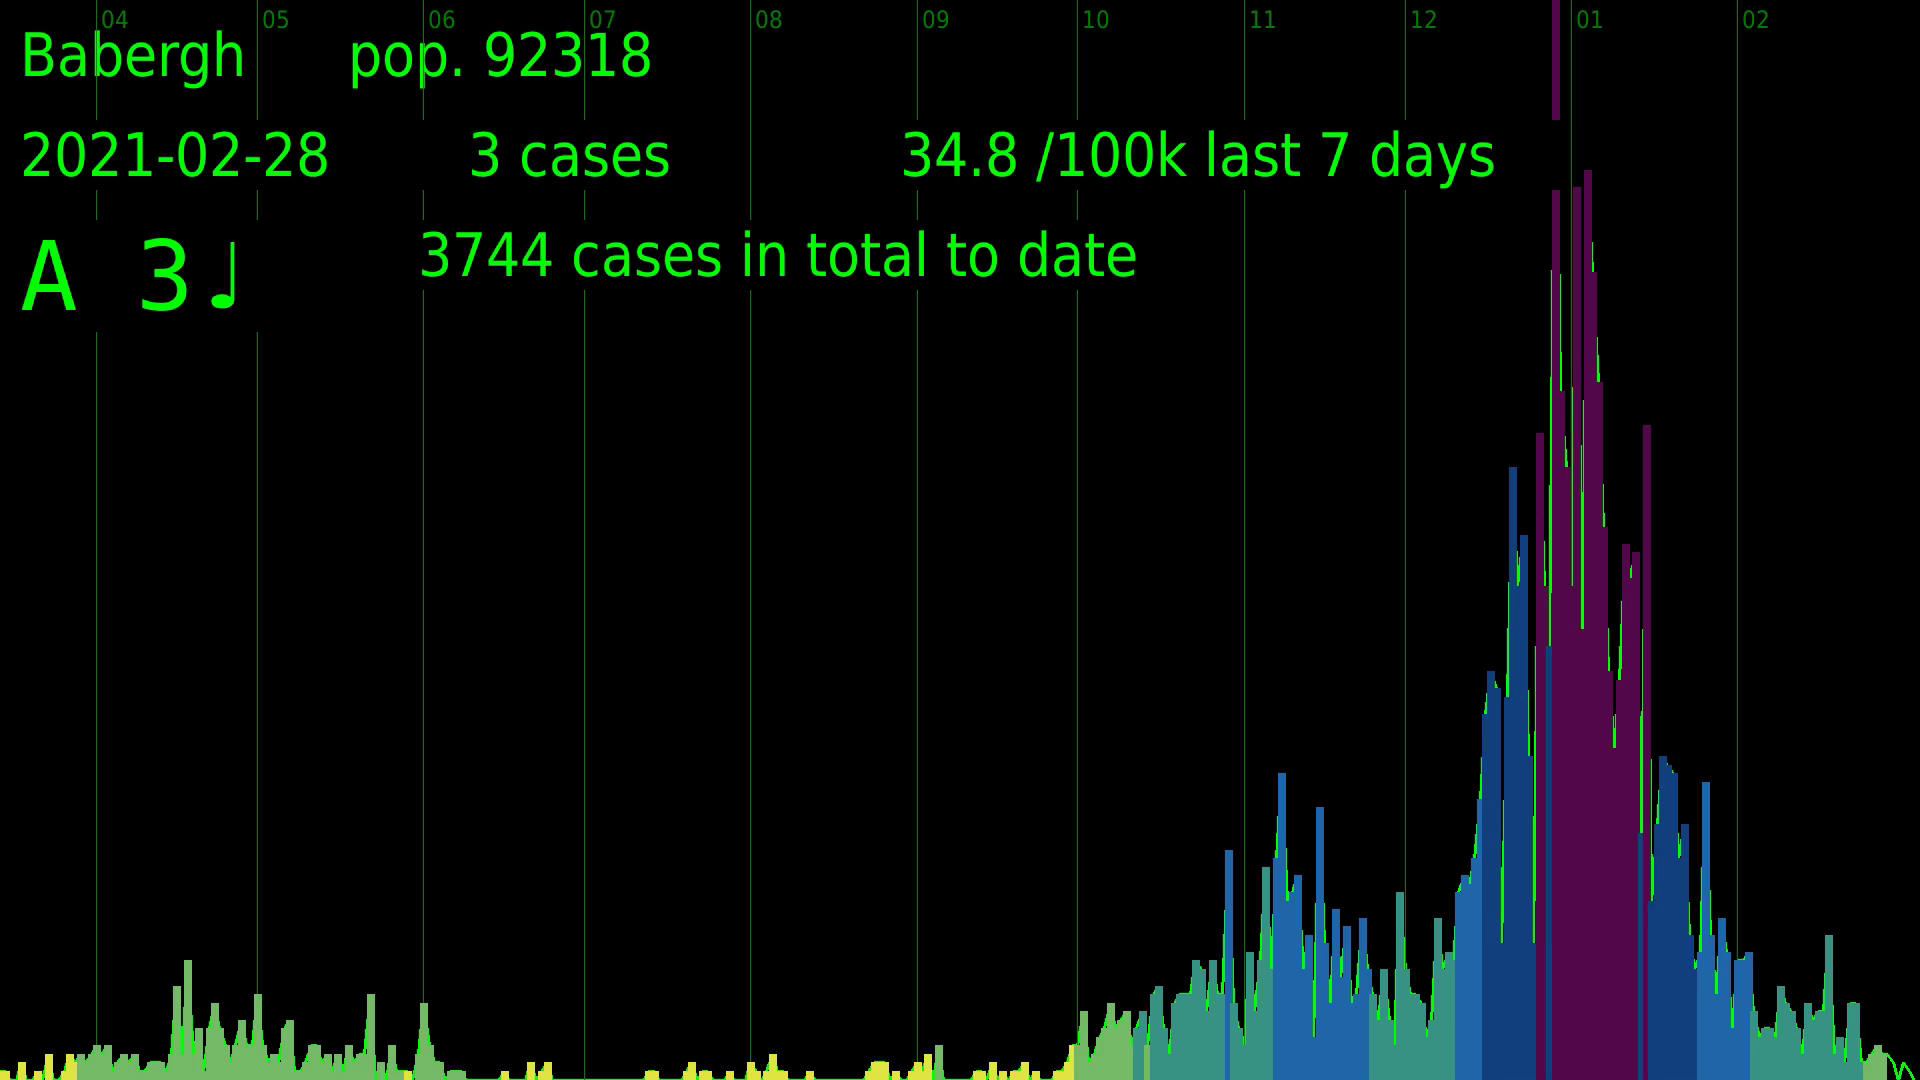 04 05 06 07 08 09 10 11 12 01 02
Babergh pop. 92318
2021-02-28 3 cases 34.8 /100k last 7 days
A 3♩ 3744 cases in total to date